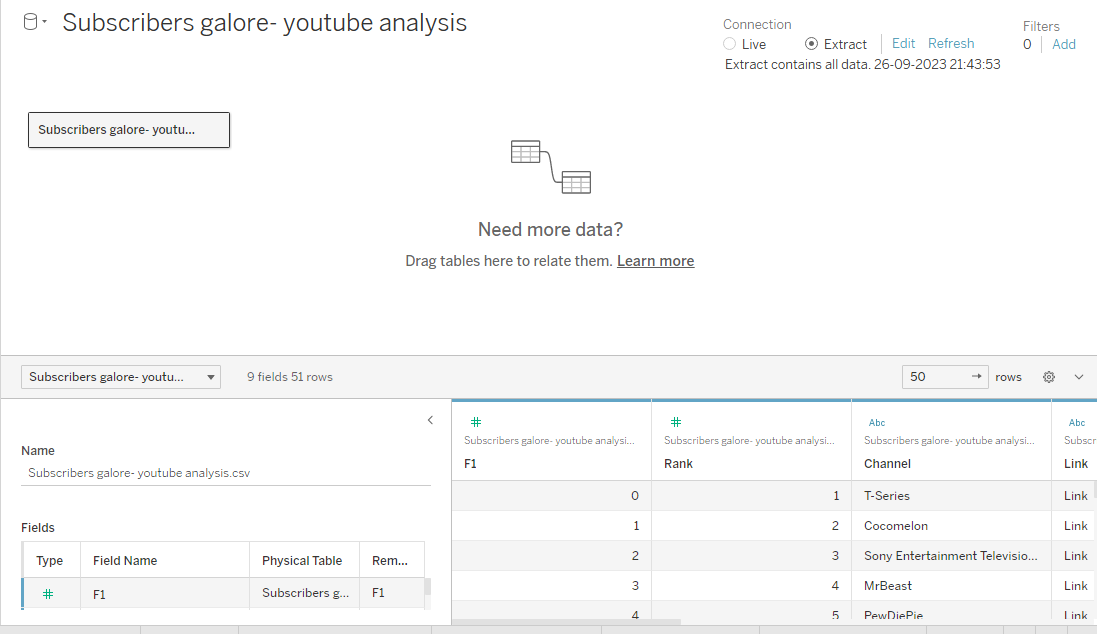 Subscribers galore- youtube analysis
Connection
Live Extract Edit Refresh
Extract contains all data. 26-09-2023 21:43:53
Filters
0 Add
Subscribers galore- youtu...
Need more data?
Drag tables here to relate them. Learn more
Subscribers galore- youtu... 9 fields 51 rows 50 rows
Name
Subscribers galore- youtube analysis.csv
Fields
Type Field Name Physical Table Rem...
# F1 Subscribers g... F1
# # Abc Abc
Subscribers galore- youtube analysi... Subscribers galore- youtube analysi... Subscribers galore- youtube analysi... Subscr
F1 Rank Channel Link
0 1 T-Series Link
1 2 Cocomelon Link
2 3 Sony Entertainment Televisio... Link
3 4 MrBeast Link
4 5 PewDiePie Link